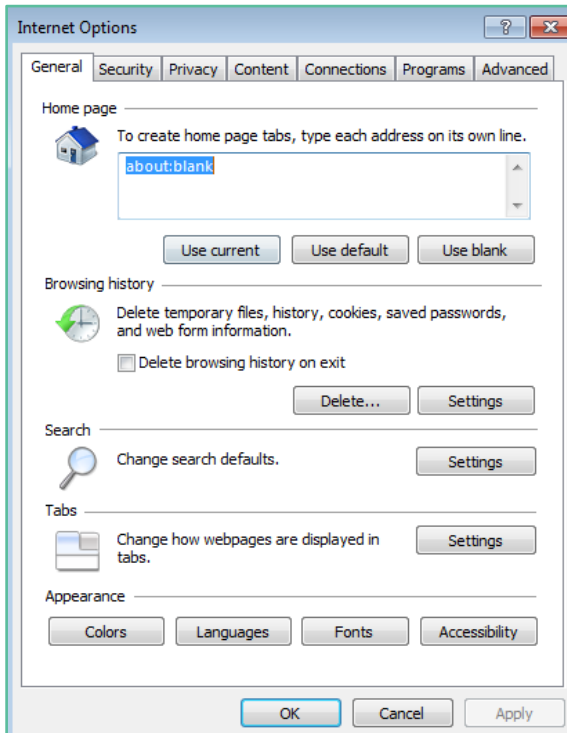 Internet Options
General Security Privacy Content Connections Programs Advanced
Home page
To create home page tabs, type each address on its own line.
about:blank
Use current Use default Use blank
Browsing history
Delete temporary files, history, cookies, saved passwords,
and web form information.
Delete browsing history on exit
Delete... Settings
Search
Change search defaults. Settings
Tabs
Change how webpages are displayed in Settings
tabs.
Appearance
Colors Languages Fonts Accessibility
OK Cancel Apply